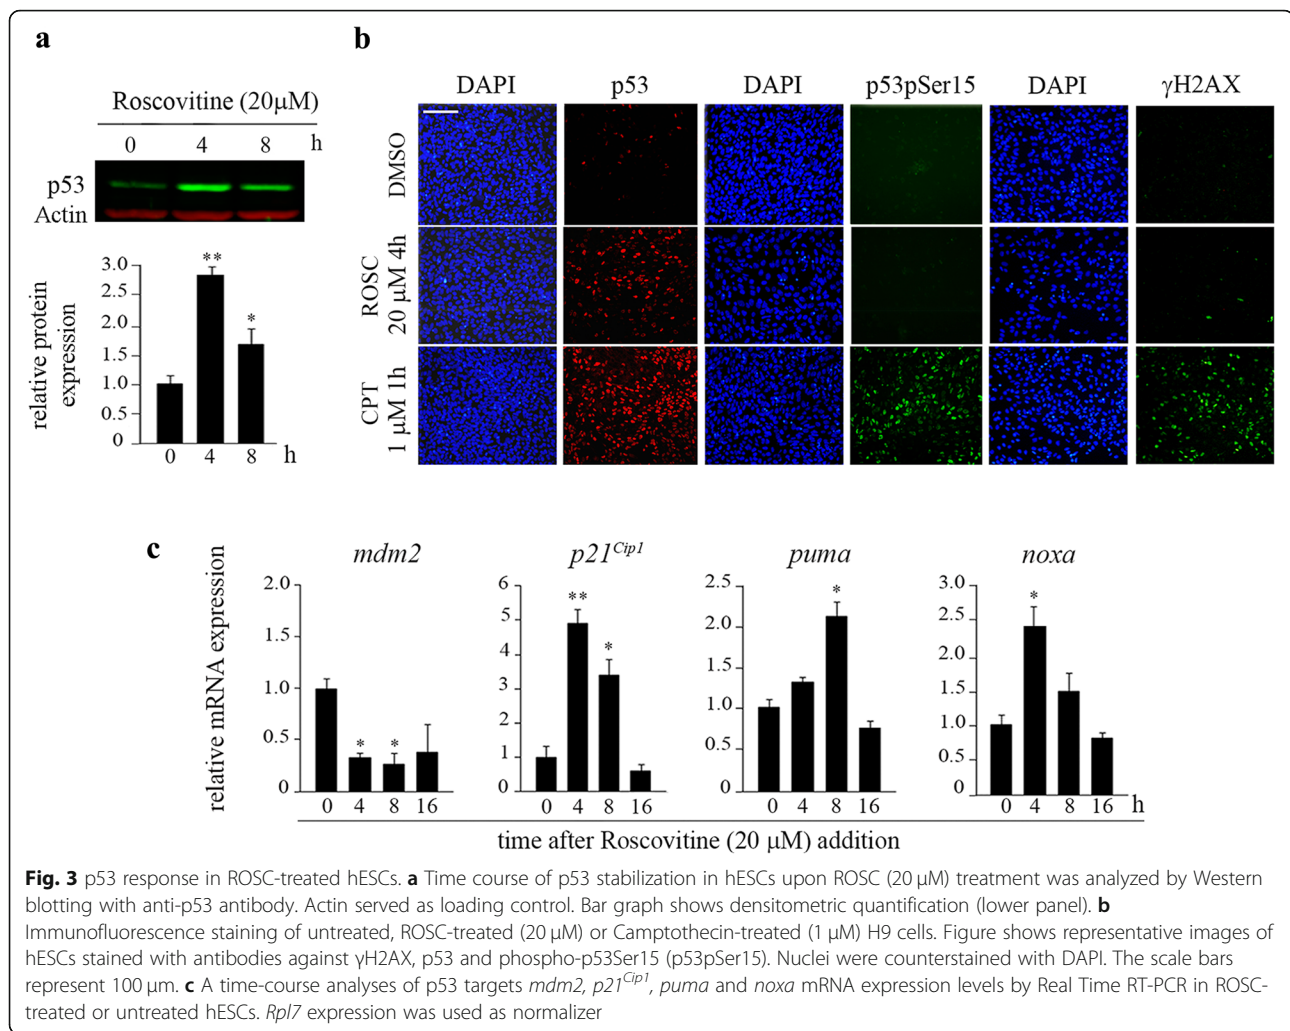 a
Roscovitine (20μM)
0 4 8 h
p53
Actin
relative protein expression
3.0
2.0
1.5
1.0
0.5
0
** *
0 4 8 h
b
DAPI p53 DAPI p53pSer15 DAPI γH2AX
DMSO
ROSC 20 μM 4h
CPT 1 μM 1h
c
relative mRNA expression
mdm2
2.0
1.0
0.5
0
* *
0 4 8 16
p21Cip1
6
5
4
3
2
1
0
** *
0 4 8 16
puma
2.5
2.0
1.5
1.0
0.5
0
*
0 4 8 16
noxa
3.0
2.5
2.0
1.5
1.0
0.5
0
*
0 4 8 16 h
time after Roscovitine (20 μM) addition
Fig. 3 p53 response in ROSC-treated hESCs. a Time course of p53 stabilization in hESCs upon ROSC (20 μM) treatment was analyzed by Western
blotting with anti-p53 antibody. Actin served as loading control. Bar graph shows densitometric quantification (lower panel). b
Immunofluorescence staining of untreated, ROSC-treated (20 μM) or Camptothecin-treated (1 μM) H9 cells. Figure shows representative images of
hESCs stained with antibodies against γH2AX, p53 and phospho-p53Ser15 (p53pSer15). Nuclei were counterstained with DAPI. The scale bars
represent 100 μm. c A time-course analyses of p53 targets mdm2, p21Cip1, puma and noxa mRNA expression levels by Real Time RT-PCR in ROSC-
treated or untreated hESCs. Rpl7 expression was used as normalizer